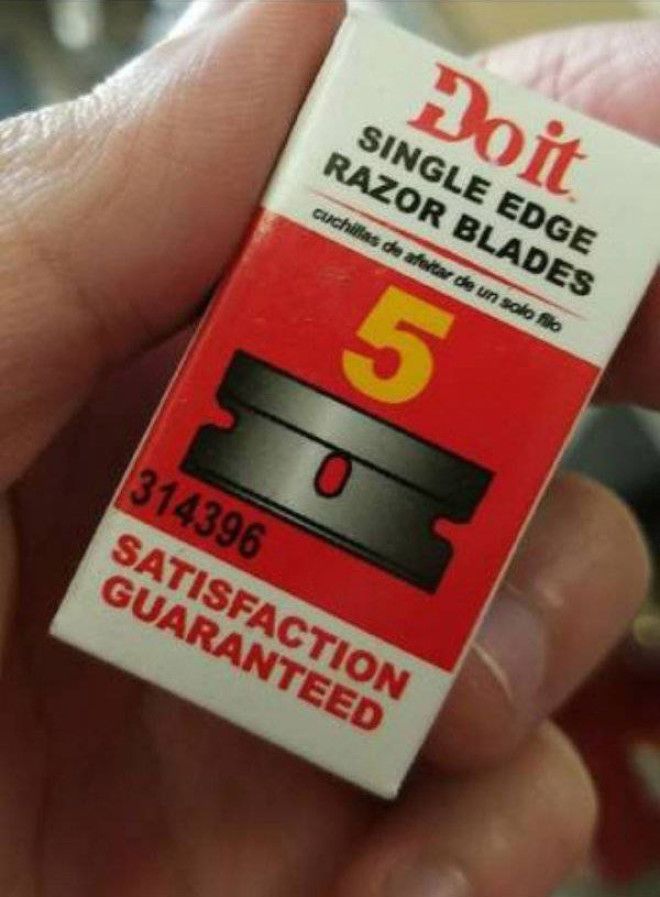 Do it
SINGLE EDGE
RAZOR BLADES
cuchillas de afeitar de un solo filo
5
314396
SATISFACTION
GUARANTEED